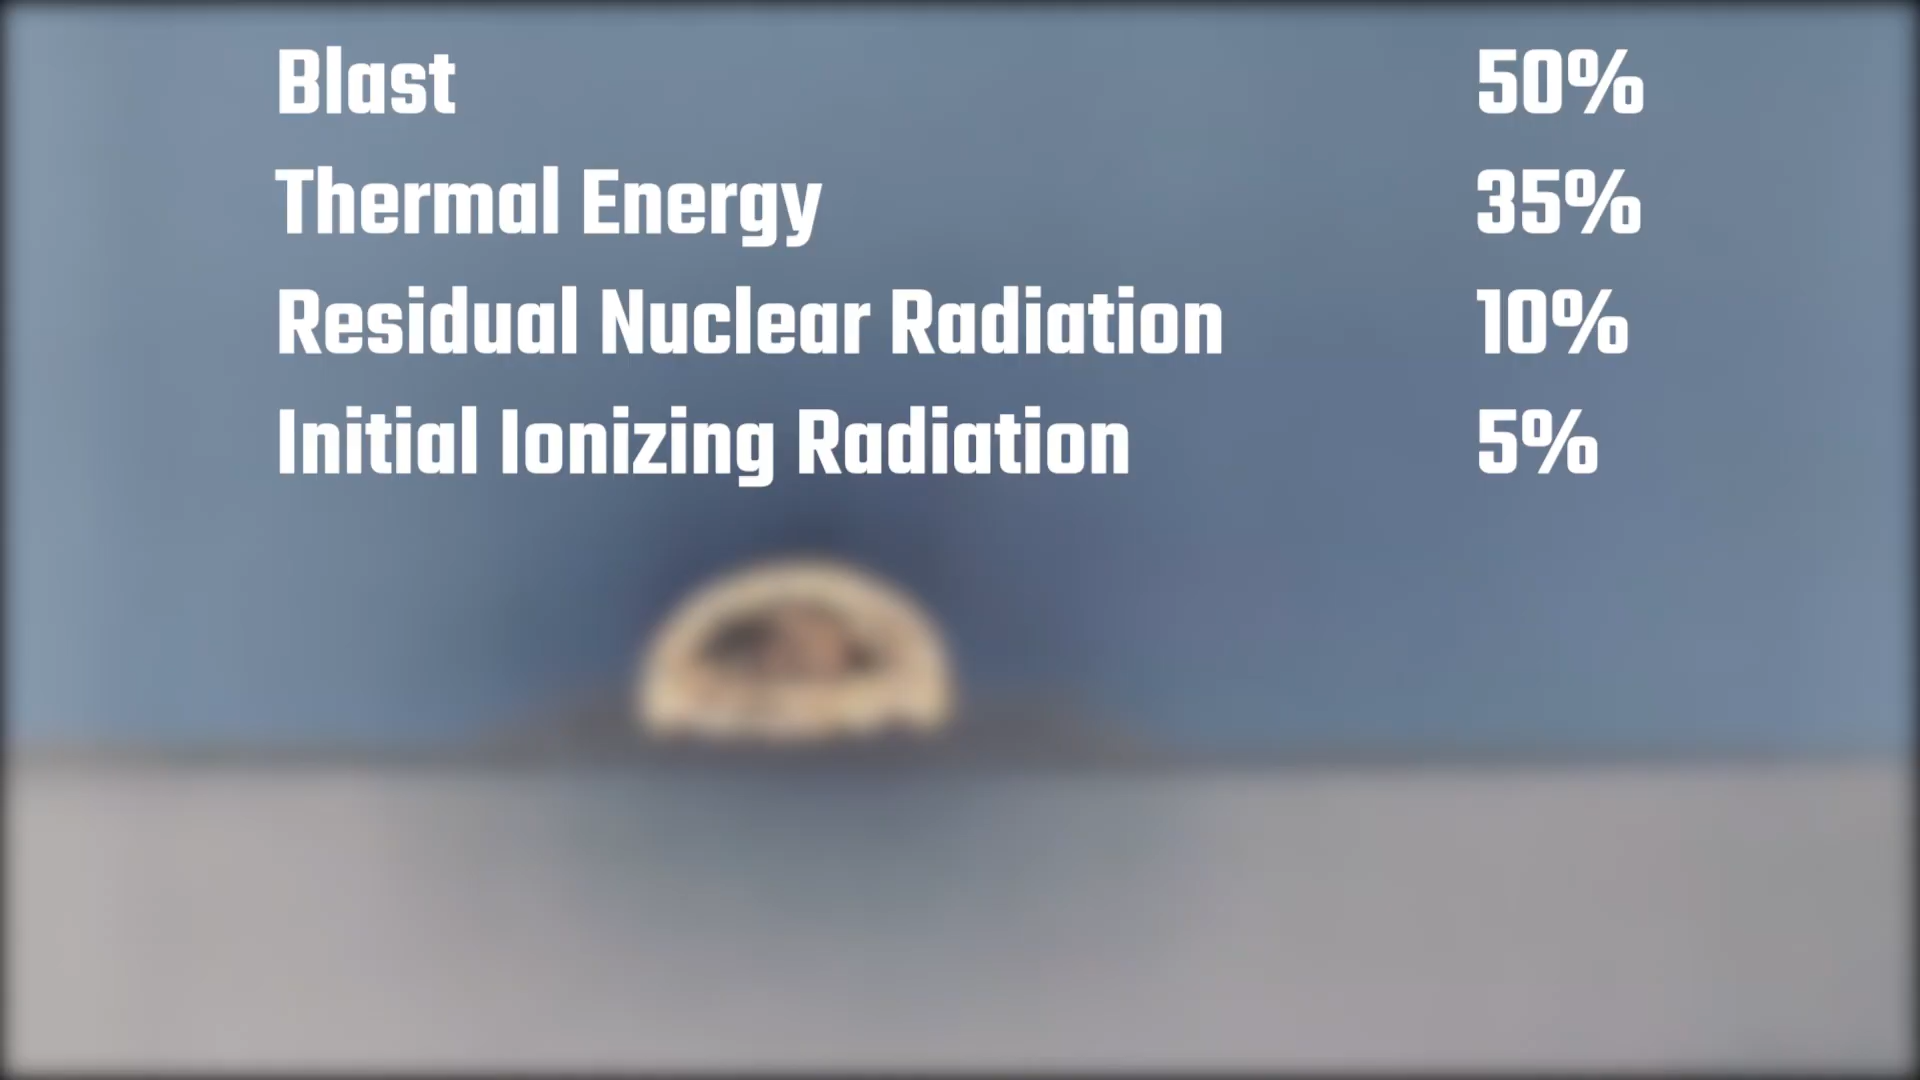 Blast 50%
Thermal Energy 35%
Residual Nuclear Radiation 10%
Initial Ionizing Radiation 5%